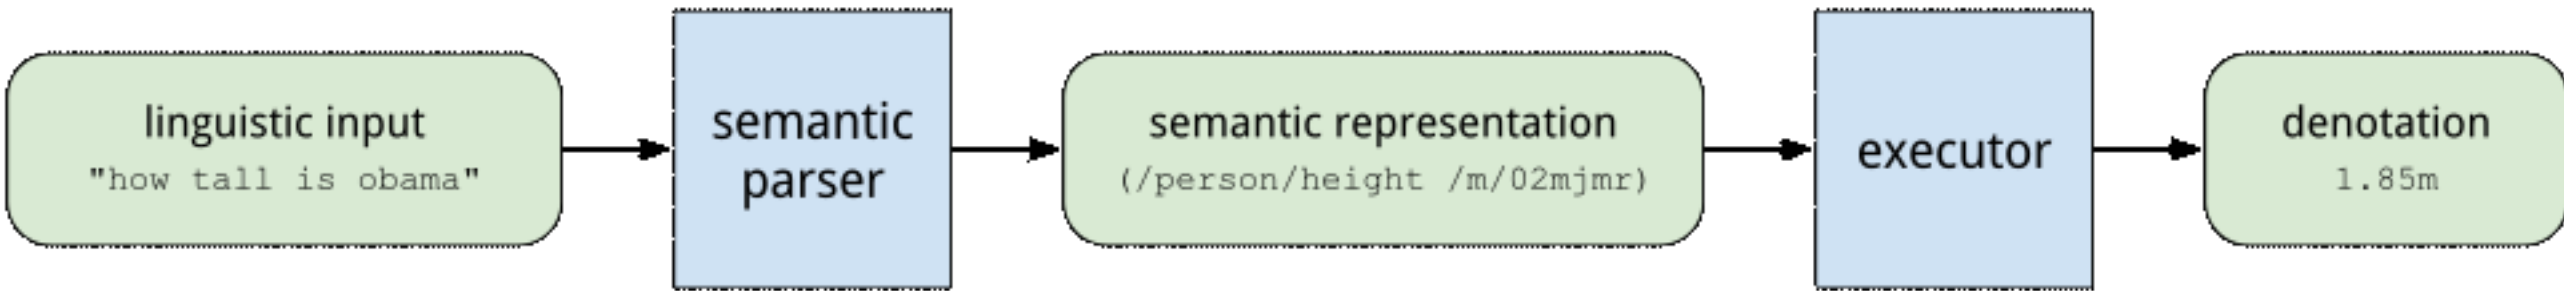 linguistic input
"how tall is obama"
semantic
parser
semantic representation
(/person/height /m/02mjmr)
executor
denotation
1.85m